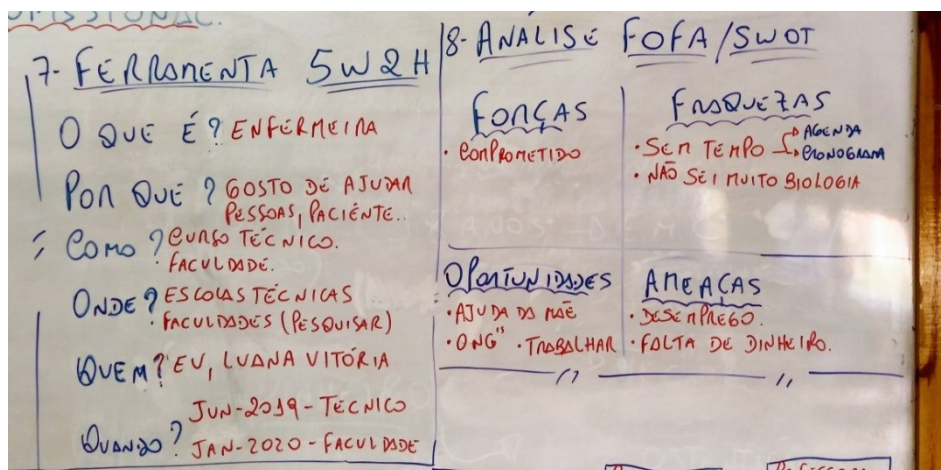 7- FERRAMENTA 5W2H
O QUE É? ENFERMEIRA
POR QUE? GOSTO DE AJUDAR
PESSOAS, PACIÊNTE..
COMO? CURSO TÉCNICO.
FACULDADE.
ONDE? ESCOLAS TÉCNICAS
• FACULDADES (PESQUISAR)
QUEM? EU, LUANA VITÓRIA
JUN-2019-TÉCNICO
QUANDO? JAN-2020-FACULDADE
8- ANALISE FOFA/SWOT
FORÇAS
• COMPROMETIDO
FRAQUEZAS
• SEM TEMPO AGENDA
CRONOGRAMA
• NÃO SEI MUITO BIOLOGIA
OPORTUNIDADES
• AJUDA DA MÃE
• ONG" • TRABALHAR
AMEAÇAS
• DESEMPREGO.
• FALTA DE DINHEIRO.